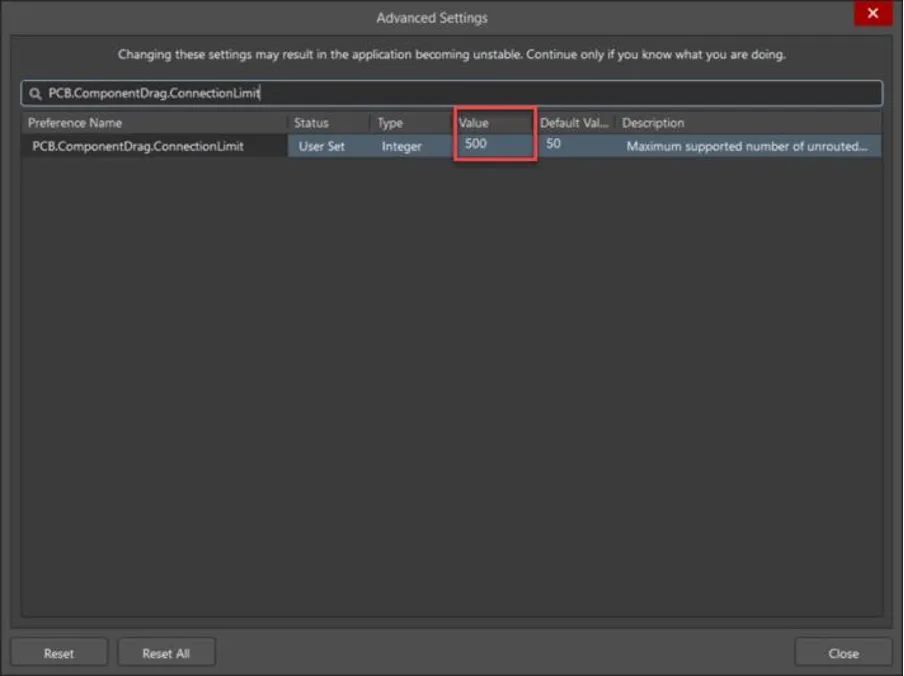 Advanced Settings
Changing these settings may result in the application becoming unstable. Continue only if you know what you are doing.
PCB.ComponentDrag.ConnectionLimit
Preference Name Status Type Value Default Val... Description
PCB.ComponentDrag.ConnectionLimit User Set Integer 500 50 Maximum supported number of unrouted...
Reset Reset All Close